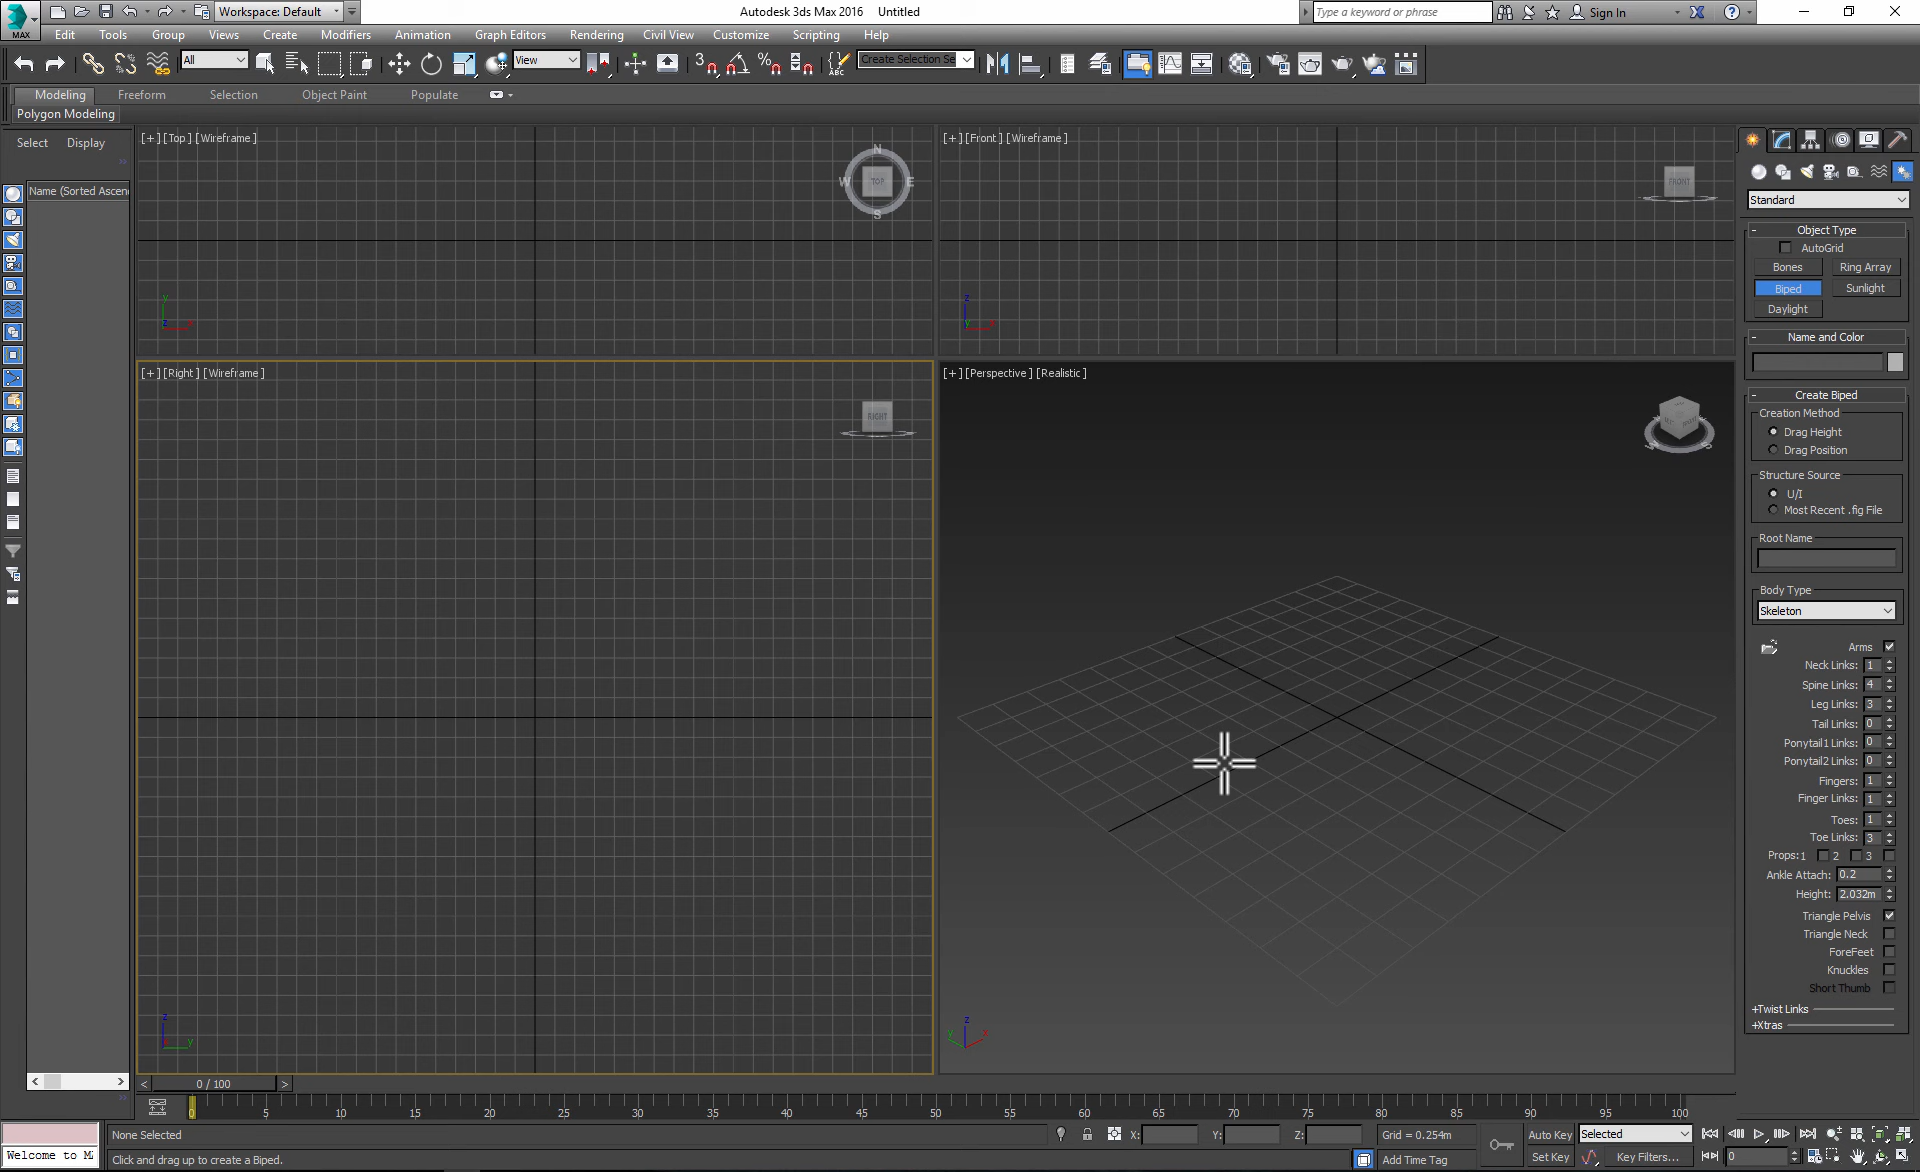 Workspace: Default
Autodesk 3ds Max 2016 Untitled
Type a keyword or phrase
Sign In
MAX
Edit Tools Group Views Create Modifiers Animation Graph Editors Rendering Civil View Customize Scripting Help
All
View
3
ABC
Create Selection Se
Modeling Freeform Selection Object Paint Populate
Polygon Modeling
Select Display
Name (Sorted Ascen
[+] [Top] [Wireframe]
N
W TOP E
S
[+] [Front] [Wireframe]
FRONT
y
z x
z
y x
[+] [Right] [Wireframe]
RIGHT
z
y
[+] [Perspective] [Realistic]
z
y x
Standard
- Object Type
AutoGrid
Bones Ring Array
Biped Sunlight
Daylight
- Name and Color
- Create Biped
Creation Method
Drag Height
Drag Position
Structure Source
U/I
Most Recent .fig File
Root Name
Body Type
Skeleton
Arms
Neck Links: 1
Spine Links: 4
Leg Links: 3
Tail Links: 0
Ponytail1 Links: 0
Ponytail2 Links: 0
Fingers: 1
Finger Links: 1
Toes: 1
Toe Links: 3
Props: 1 2 3
Ankle Attach: 0.2
Height: 2.032m
Triangle Pelvis
Triangle Neck
ForeFeet
Knuckles
Short Thumb
+Twist Links
+Xtras
< 0 / 100 >
0 5 10 15 20 25 30 35 40 45 50 55 60 65 70 75 80 85 90 95 100
None Selected
X: Y: Z:
Grid = 0.254m
Auto Key Selected
Welcome to M
Click and drag up to create a Biped.
Add Time Tag
Set Key Key Filters...
0